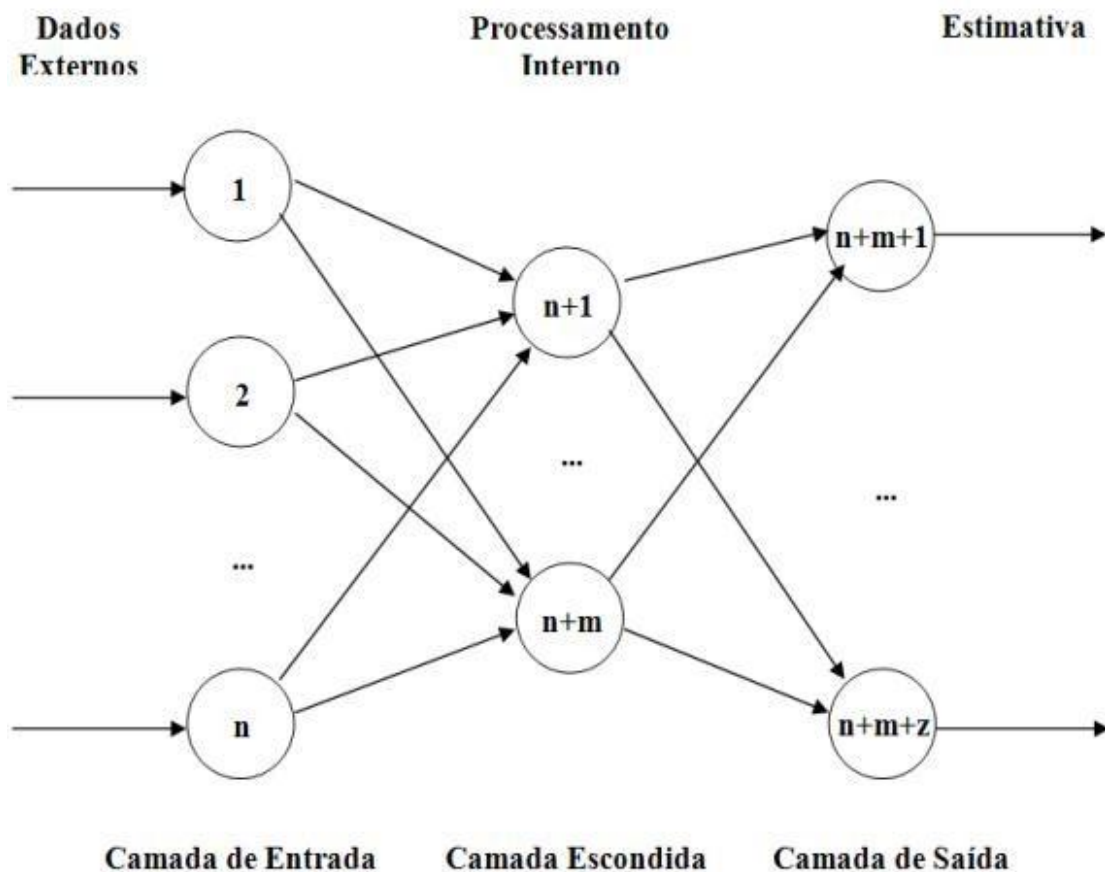 Dados
Externos
Processamento
Interno
Estimativa
1
2
...
n
n+1
...
n+m
n+m+1
...
n+m+z
Camada de Entrada
Camada Escondida
Camada de Saída